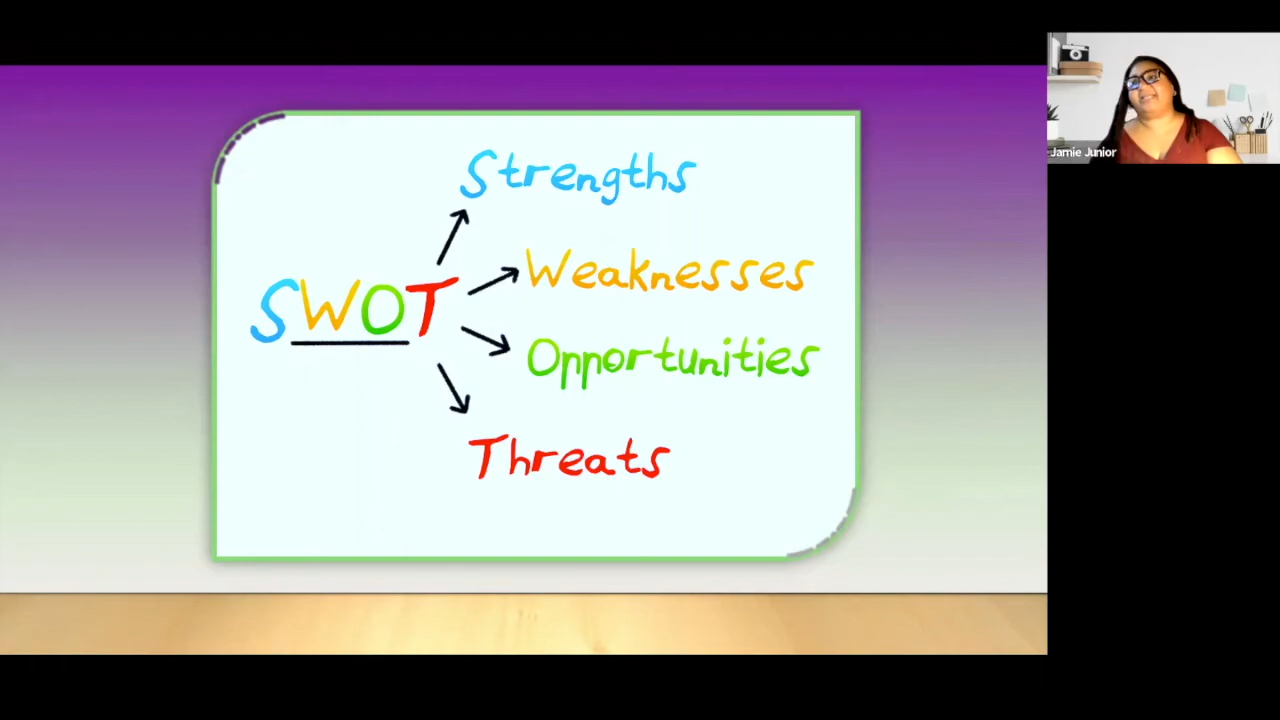 Strengths
Weaknesses
SWOT
Opportunities
Threats
Jamie Junior